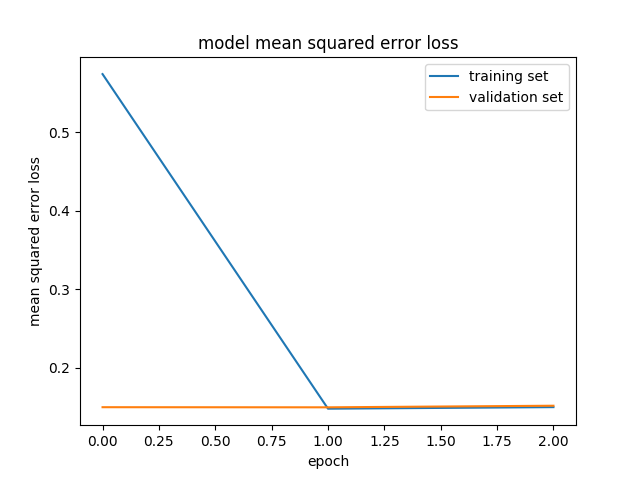 model mean squared error loss
training set
validation set
0.5
0.4
0.3
0.2
mean squared error loss
0.00 0.25 0.50 0.75 1.00 1.25 1.50 1.75 2.00
epoch